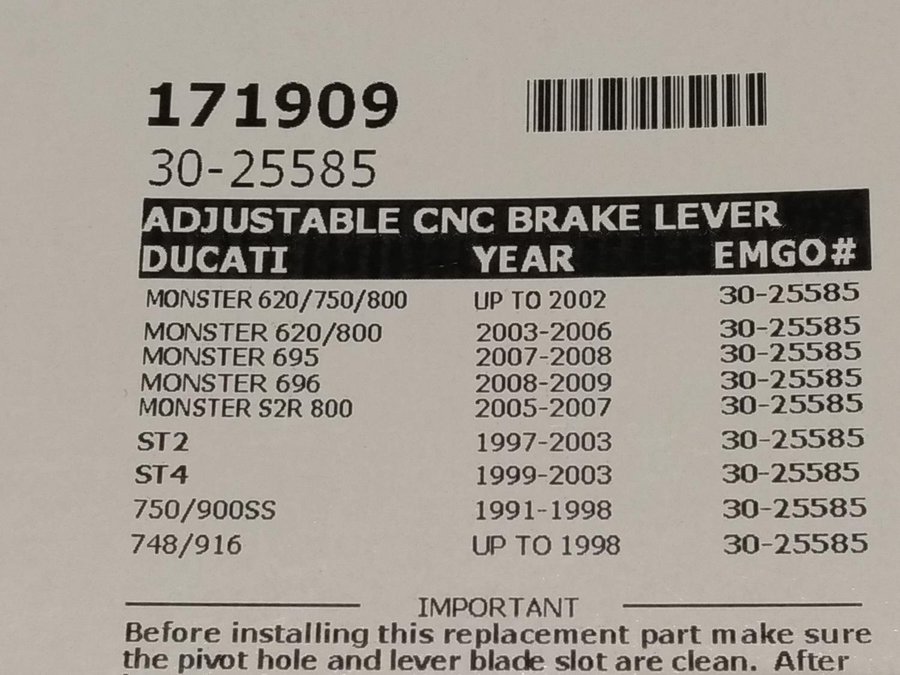 171909
30-25585
ADJUSTABLE CNC BRAKE LEVER
DUCATI YEAR EMGO#
MONSTER 620/750/800 UP TO 2002 30-25585
MONSTER 620/800 2003-2006 30-25585
MONSTER 695 2007-2008 30-25585
MONSTER 696 2008-2009 30-25585
MONSTER S2R 800 2005-2007 30-25585
ST2 1997-2003 30-25585
ST4 1999-2003 30-25585
750/900SS 1991-1998 30-25585
748/916 UP TO 1998 30-25585
IMPORTANT
Before installing this replacement part make sure
the pivot hole and lever blade slot are clean. After